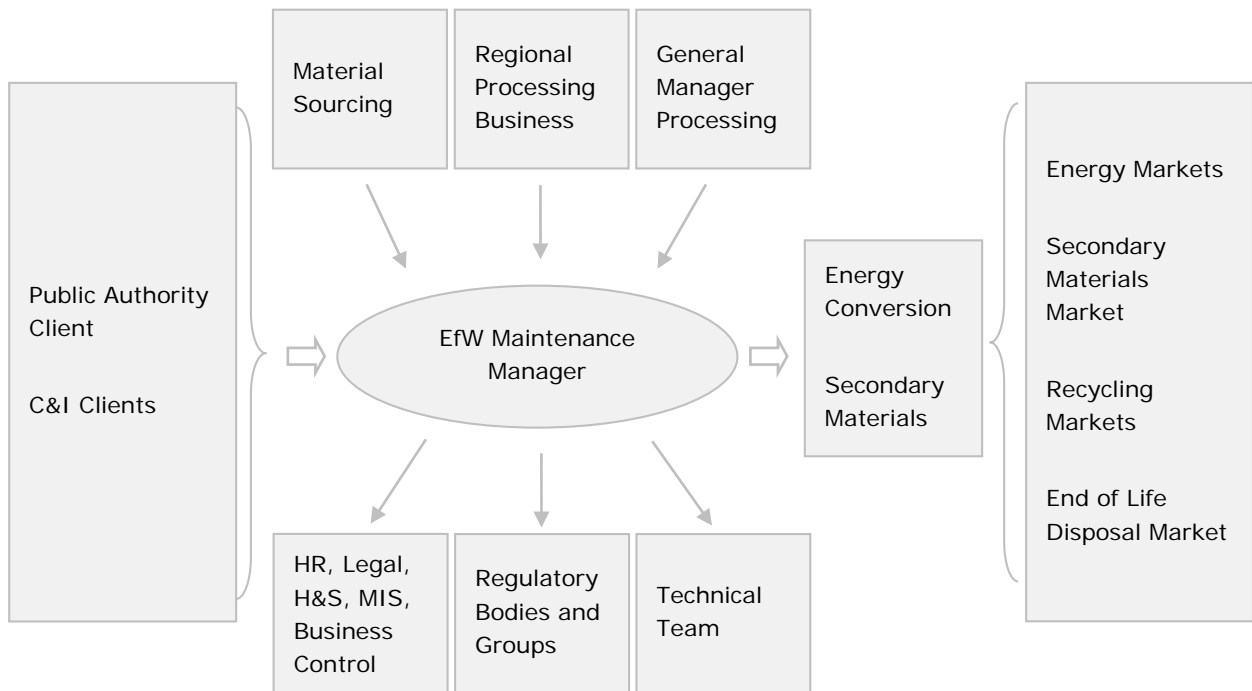 Material
Sourcing
Regional
Processing
Business
General
Manager
Processing
Public Authority
Client
C&I Clients
EfW Maintenance
Manager
Energy
Conversion
Secondary
Materials
Energy Markets
Secondary
Materials
Market
Recycling
Markets
End of Life
Disposal Market
HR, Legal,
H&S, MIS,
Business
Control
Regulatory
Bodies and
Groups
Technical
Team